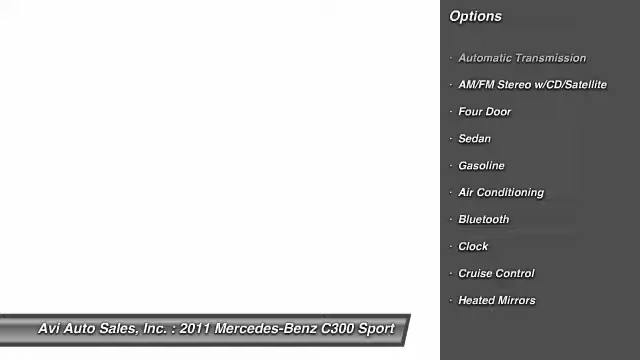 Options
· Automatic Transmission
· AM/FM Stereo w/CD/Satellite
· Four Door
· Sedan
· Gasoline
· Air Conditioning
· Bluetooth
· Clock
· Cruise Control
· Heated Mirrors
Avi Auto Sales, Inc. : 2011 Mercedes-Benz C300 Sport